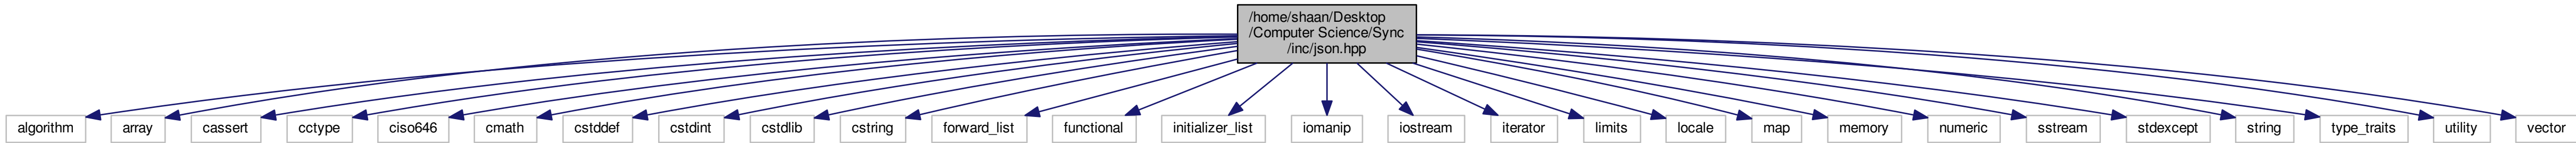 /home/shaan/Desktop
/Computer Science/Sync
/inc/json.hpp
algorithm
array
cassert
cctype
ciso646
cmath
cstddef
cstdint
cstdlib
cstring
forward_list
functional
initializer_list
iomanip
iostream
iterator
limits
locale
map
memory
numeric
sstream
stdexcept
string
type_traits
utility
vector